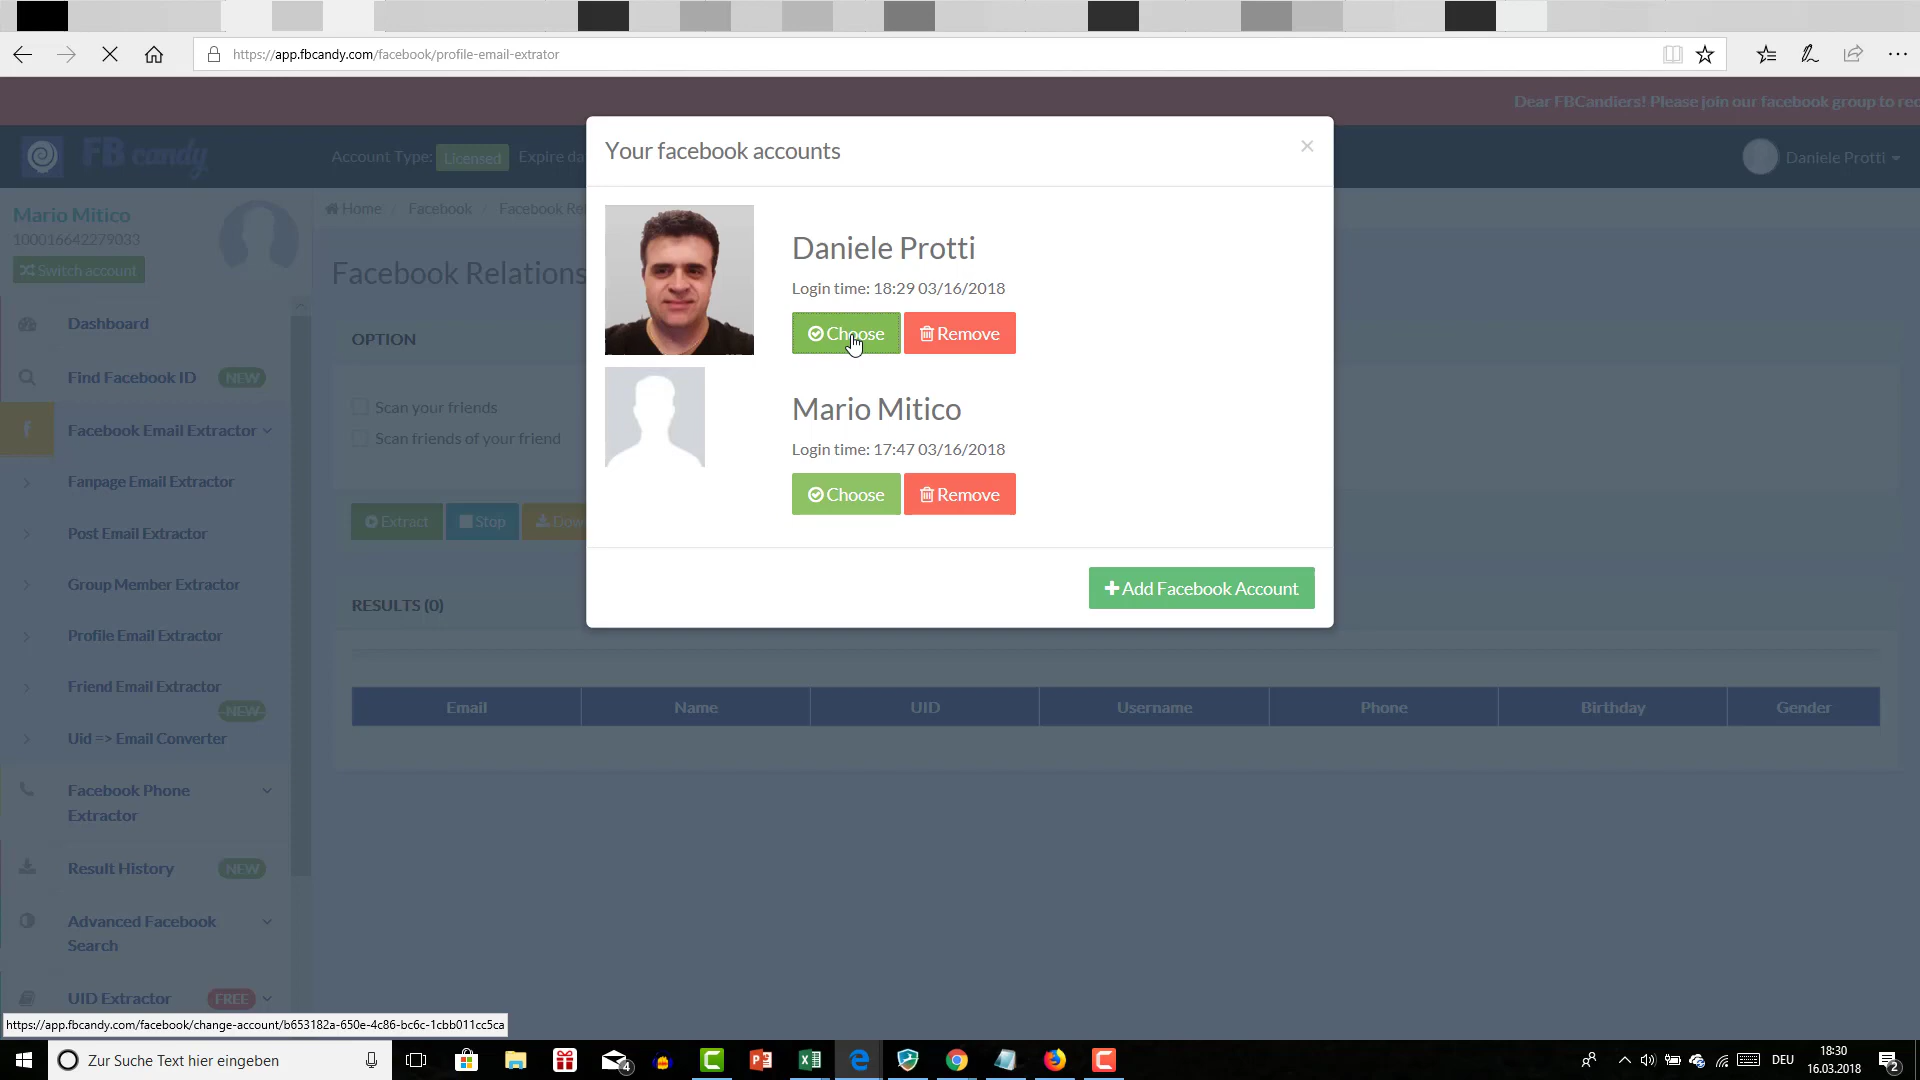 https://app.fbcandy.com/facebook/profile-email-extrator
Dear FBCandiers! Please join our facebook group to rec
FB candy
Account Type: Licensed Expire da
Daniele Protti
Mario Mitico
100016642279033
Switch account
Home / Facebook / Facebook Re
Facebook Relations
Your facebook accounts
×
Daniele Protti
Login time: 18:29 03/16/2018
Choose Remove
Mario Mitico
Login time: 17:47 03/16/2018
Choose Remove
Add Facebook Account
Dashboard
Find Facebook ID NEW
Facebook Email Extractor
Fanpage Email Extractor
Post Email Extractor
Group Member Extractor
Profile Email Extractor
Friend Email Extractor
NEW
Uid => Email Converter
Facebook Phone
Extractor
Result History NEW
Advanced Facebook
Search
UID Extractor FREE
OPTION
Scan your friends
Scan friends of your friend
Extract Stop Dow
RESULTS (0)
Email Name UID Username Phone Birthday Gender
https://app.fbcandy.com/facebook/change-account/b653182a-650e-4c86-bc6c-1cbb011cc5ca
Zur Suche Text hier eingeben
4
DEU
18:30
16.03.2018
2